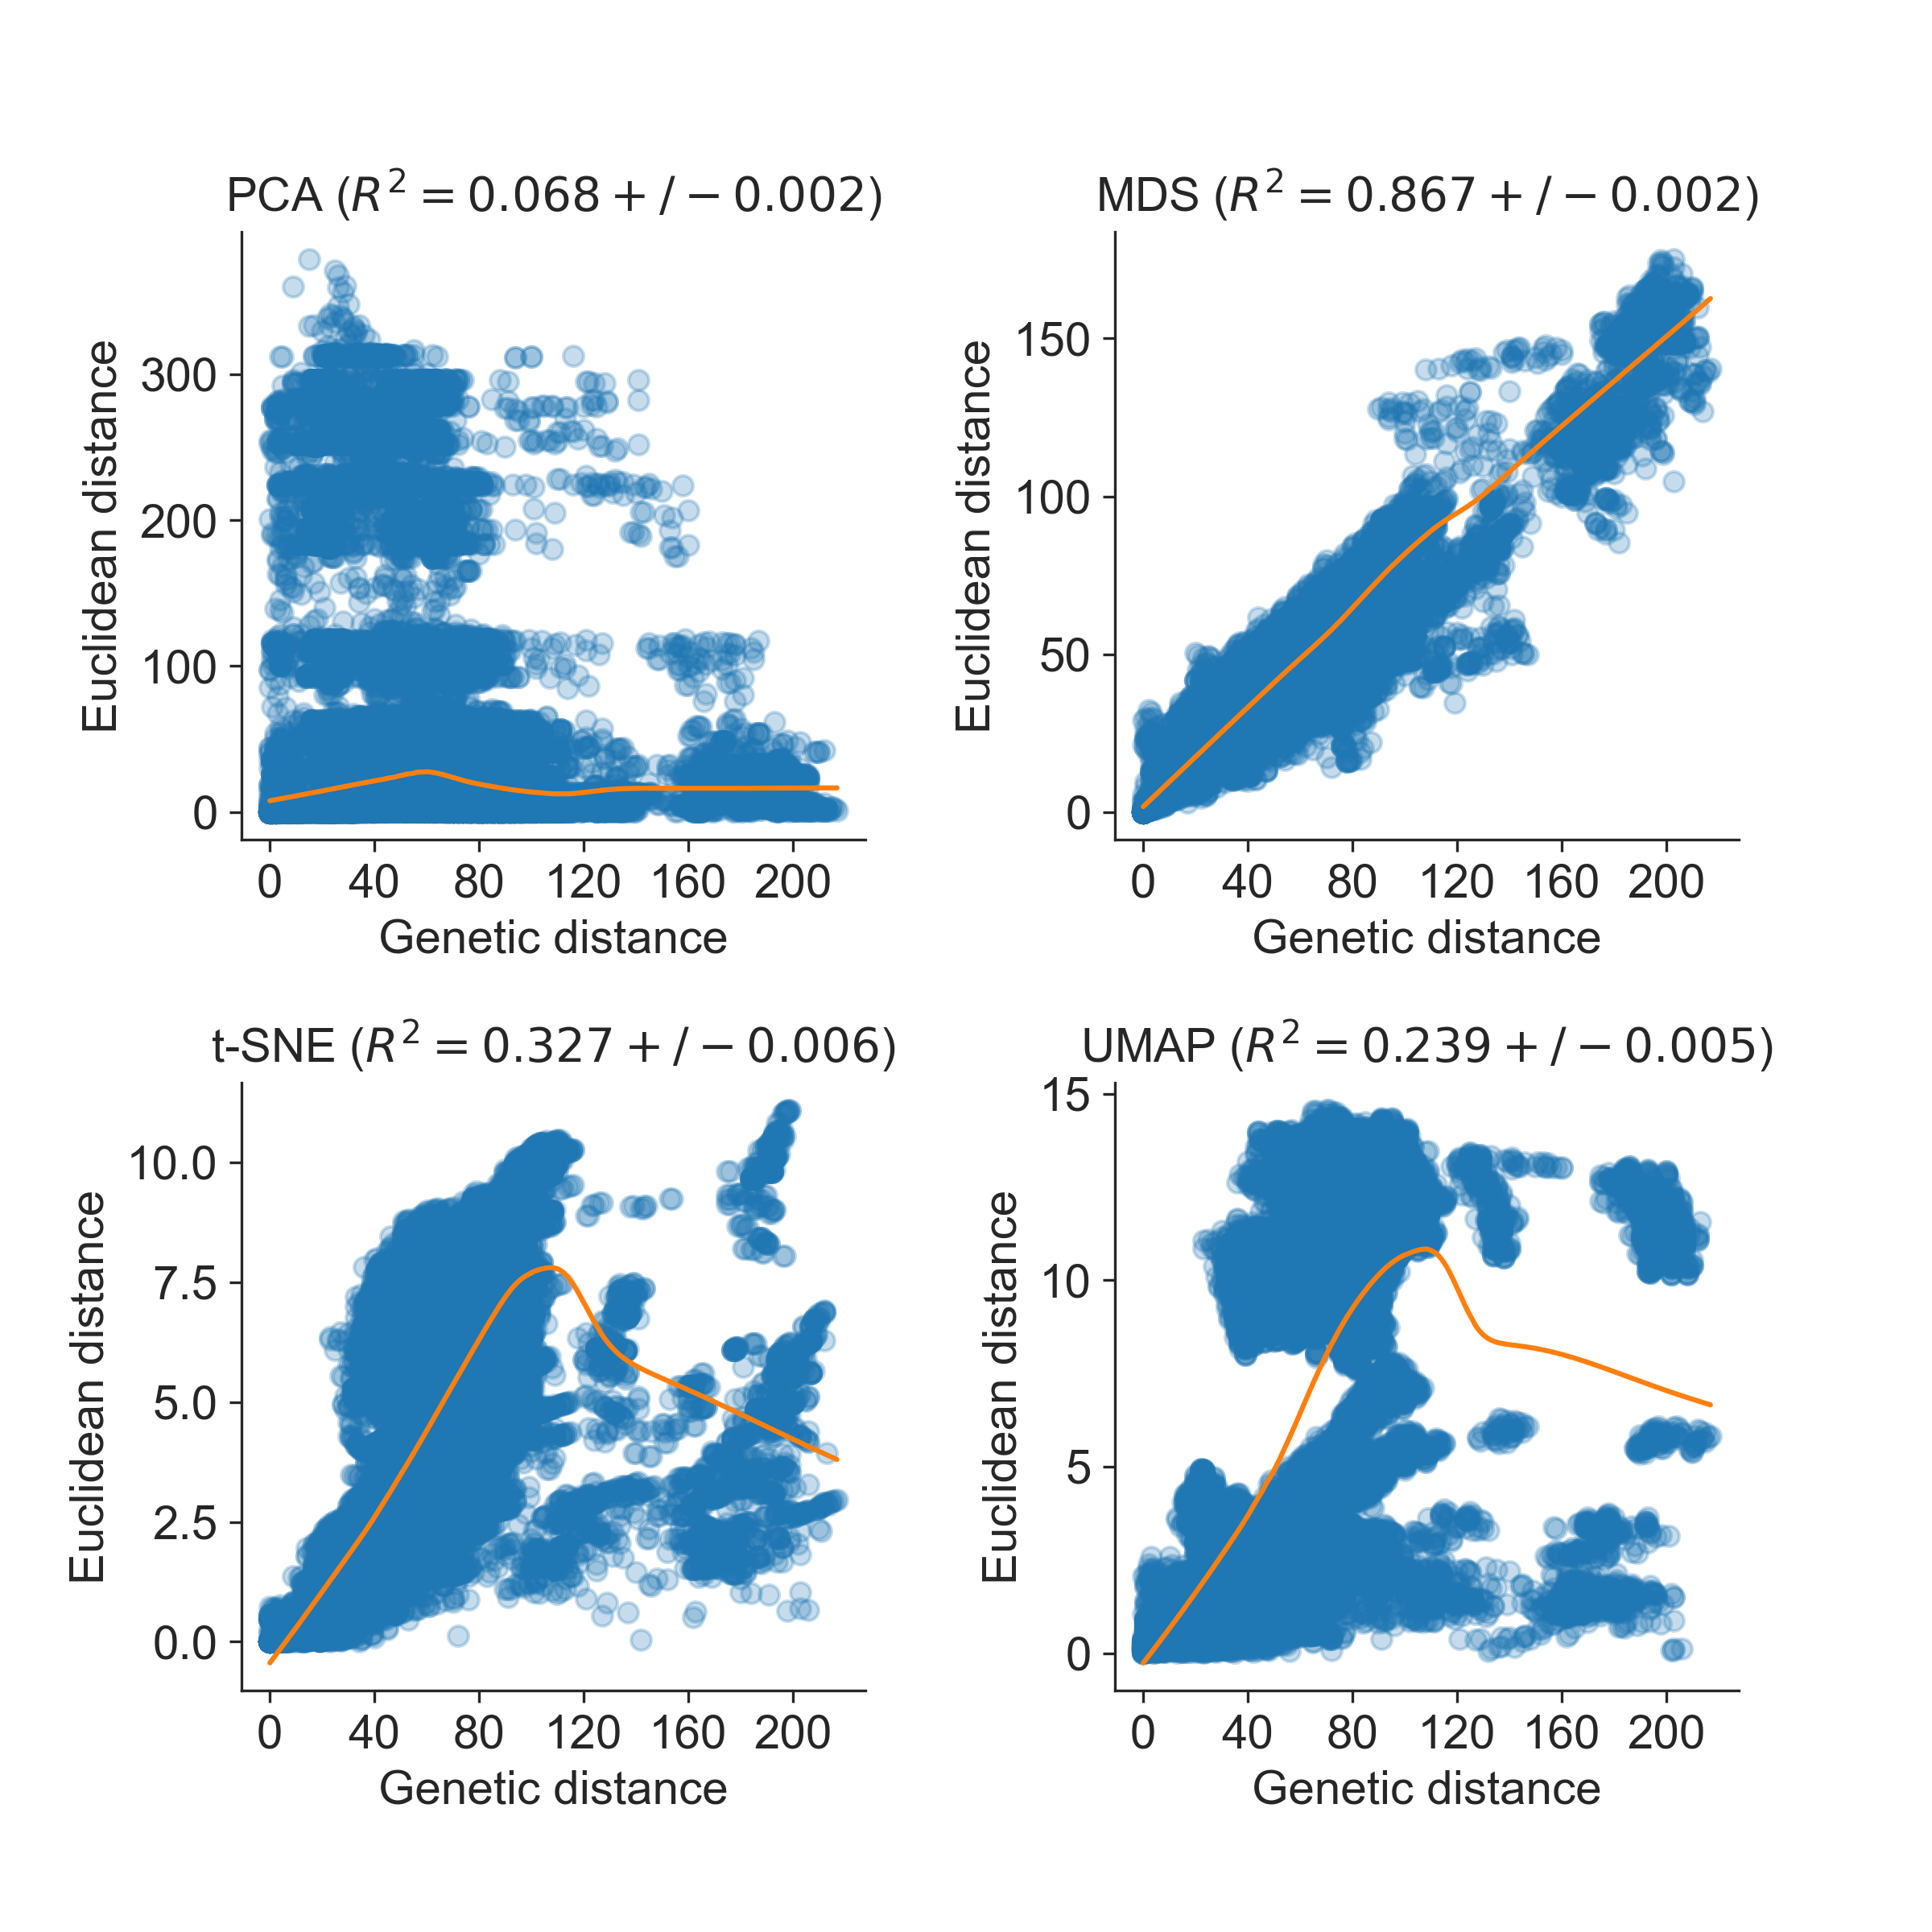 PCA (R² = 0.068 + / − 0.002)
MDS (R² = 0.867 + / − 0.002)
Euclidean distance
300
200
100
0
0 40 80 120 160 200
Genetic distance
Euclidean distance
150
100
50
0
0 40 80 120 160 200
Genetic distance
t-SNE (R² = 0.327 + / − 0.006)
UMAP (R² = 0.239 + / − 0.005)
Euclidean distance
10.0
7.5
5.0
2.5
0.0
0 40 80 120 160 200
Genetic distance
Euclidean distance
15
10
5
0
0 40 80 120 160 200
Genetic distance